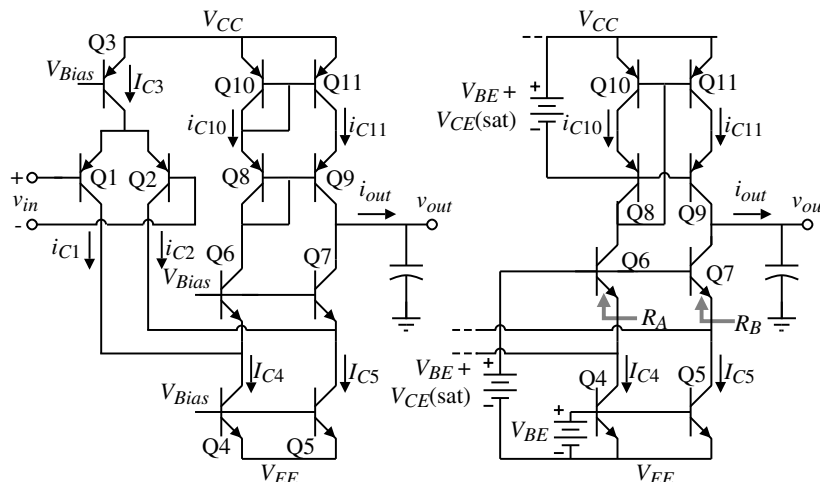 VCC
Q3
VBias
IC3
Q10
Q11
iC10
iC11
+
vin
-
Q1
Q2
Q8
Q9
iout
vout
iC1
iC2
Q6
Q7
VBias
IC4
IC5
VBias
Q4
Q5
VEE
VCC
Q10
Q11
+
VBE +
VCE(sat)
-
iC10
iC11
Q8
Q9
iout
Q6
Q7
RA
RB
+
VBE +
VCE(sat)
-
IC4
IC5
Q4
Q5
+
VBE
-
VEE